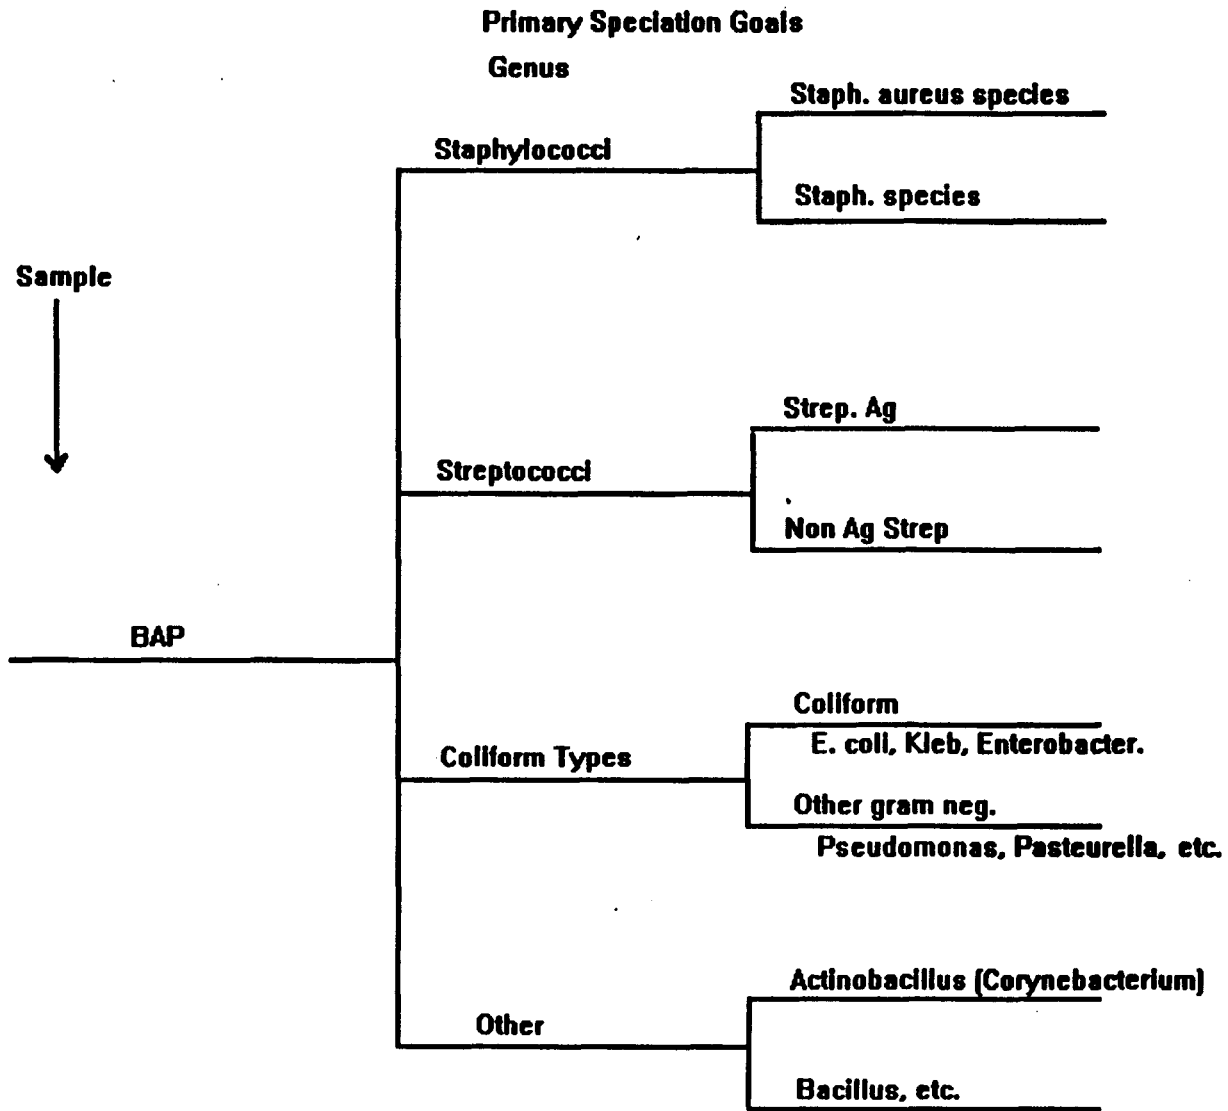 Primary Speciation Goals
Genus
Staph. aureus species
Staphylococci
Staph. species
Sample
Strep. Ag
Streptococci
Non Ag Strep
BAP
Coliform
E. coli, Kleb, Enterobacter.
Coliform Types
Other gram neg.
Pseudomonas, Pasteurella, etc.
Actinobacillus (Corynebacterium)
Other
Bacillus, etc.